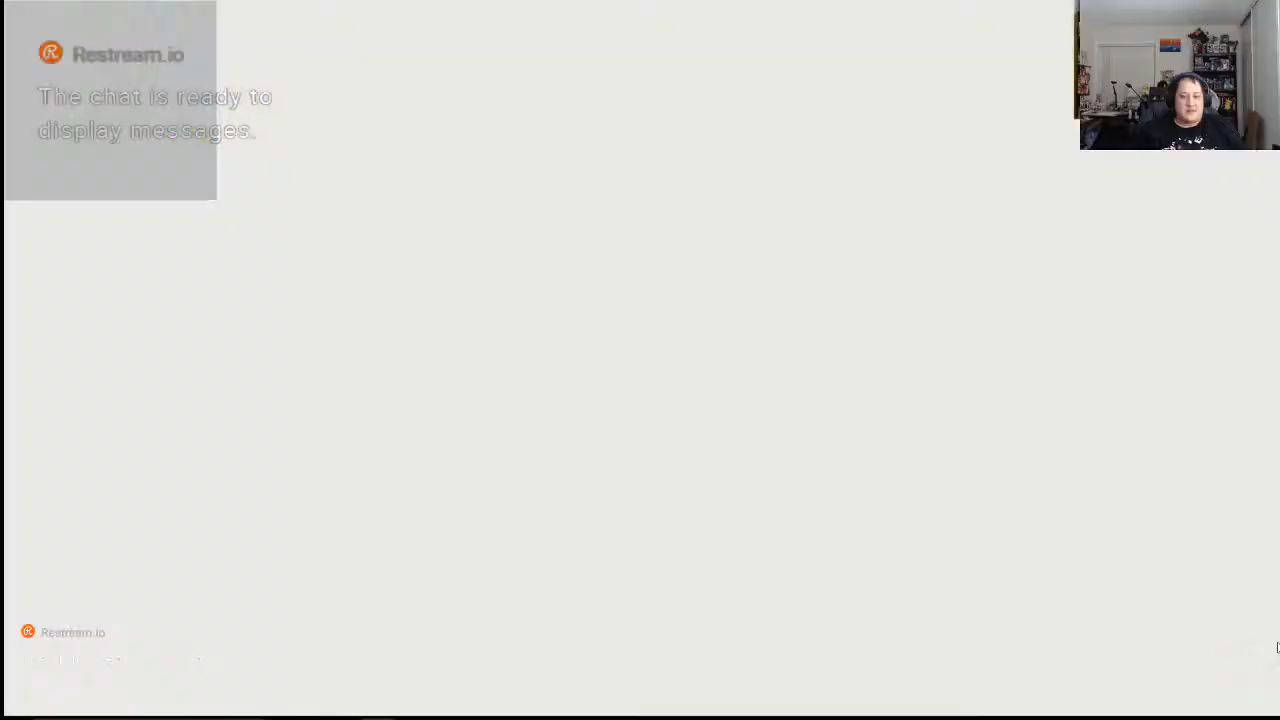 Restream.io
The chat is ready to
display messages.
Restream.io